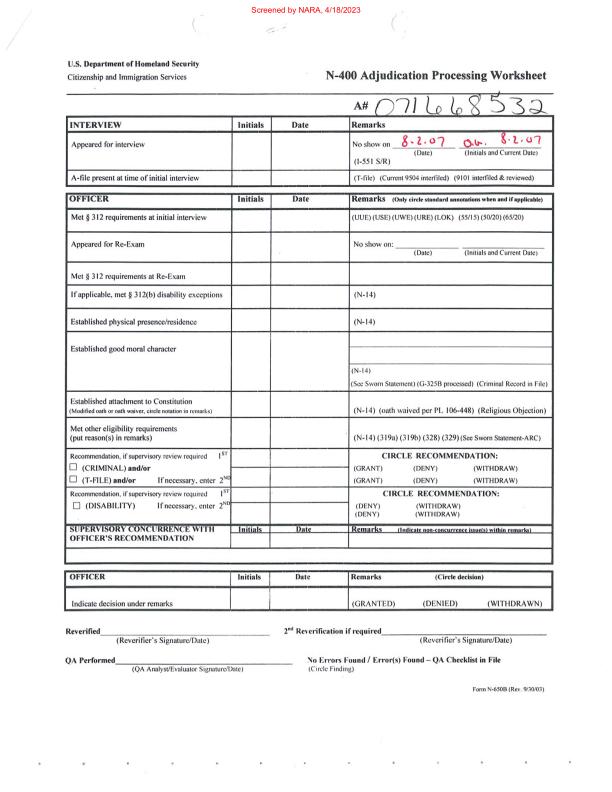 Screened by NARA, 4/18/2023
U.S. Department of Homeland Security
Citizenship and Immigration Services
N-400 Adjudication Processing Worksheet
A# 071668532
INTERVIEW Initials Date Remarks
Appeared for interview No show on 8-2-07 a.v. 8-2-07
(Date) (Initials and Current Date)
(I-551 S/R)
A-file present at time of initial interview (T-file) (Current 9504 interfiled) (9101 interfiled & reviewed)
OFFICER Initials Date Remarks (Only circle standard annotations when and if applicable)
Met § 312 requirements at initial interview (UUE) (USE) (UWE) (URE) (LOK) (55/15) (50/20) (65/20)
Appeared for Re-Exam No show on:
(Date) (Initials and Current Date)
Met § 312 requirements at Re-Exam
If applicable, met § 312(b) disability exceptions (N-14)
Established physical presence/residence (N-14)
Established good moral character
(N-14)
(See Sworn Statement) (G-325B processed) (Criminal Record in File)
Established attachment to Constitution
(Modified oath or oath waiver, circle notation in remarks) (N-14) (oath waived per PL 106-448) (Religious Objection)
Met other eligibility requirements
(put reason(s) in remarks) (N-14) (319a) (319b) (328) (329) (See Sworn Statement-ARC)
Recommendation, if supervisory review required 1ST CIRCLE RECOMMENDATION:
(CRIMINAL) and/or (GRANT) (DENY) (WITHDRAW)
(T-FILE) and/or If necessary, enter 2ND (GRANT) (DENY) (WITHDRAW)
Recommendation, if supervisory review required 1ST CIRCLE RECOMMENDATION:
(DISABILITY) If necessary, enter 2ND (DENY) (WITHDRAW)
(DENY) (WITHDRAW)
SUPERVISORY CONCURRENCE WITH Initials Date Remarks (Indicate non-concurrence issue(s) within remarks)
OFFICER'S RECOMMENDATION
OFFICER Initials Date Remarks (Circle decision)
Indicate decision under remarks (GRANTED) (DENIED) (WITHDRAWN)
Reverified 2nd Reverification if required
(Reverifier's Signature/Date) (Reverifier's Signature/Date)
QA Performed No Errors Found / Error(s) Found – QA Checklist in File
(QA Analyst/Evaluator Signature/Date) (Circle Finding)
Form N-650B (Rev. 9/30/03)